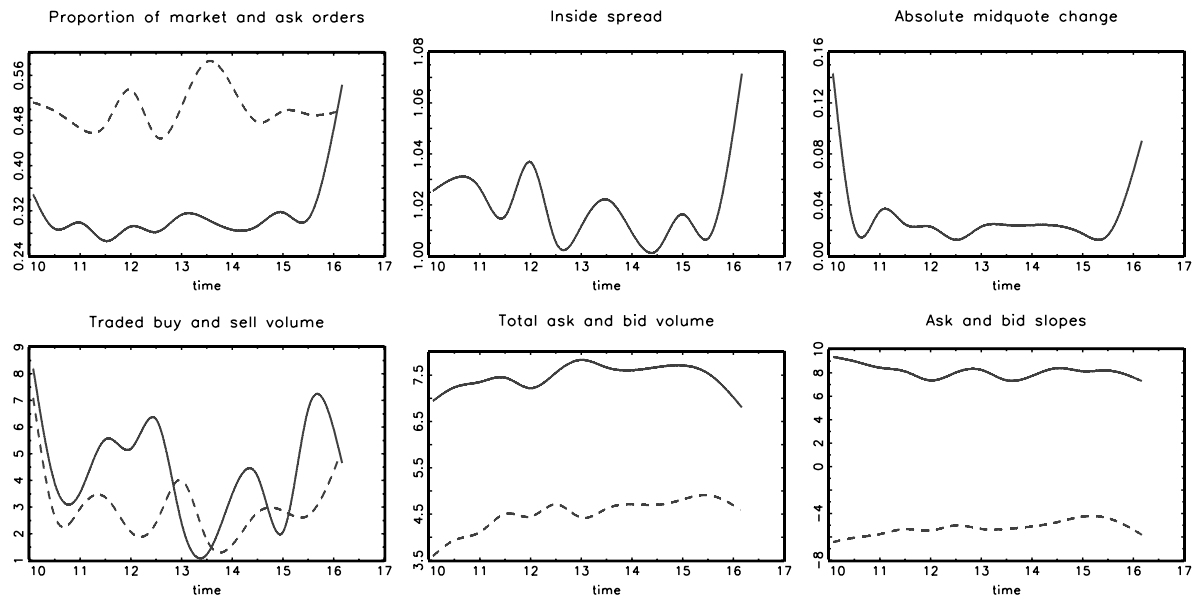 Proportion of market and ask orders
0.24 0.32 0.40 0.48 0.56
10 11 12 13 14 15 16 17
time
Inside spread
1.00 1.02 1.04 1.06 1.08
10 11 12 13 14 15 16 17
time
Absolute midquote change
0.00 0.04 0.08 0.12 0.16
10 11 12 13 14 15 16 17
time
Traded buy and sell volume
1 2 3 4 5 6 7 8 9
10 11 12 13 14 15 16 17
time
Total ask and bid volume
3.5 4.5 5.5 6.5 7.5
10 11 12 13 14 15 16 17
time
Ask and bid slopes
−8 −4 0 2 4 6 8 10
10 11 12 13 14 15 16 17
time